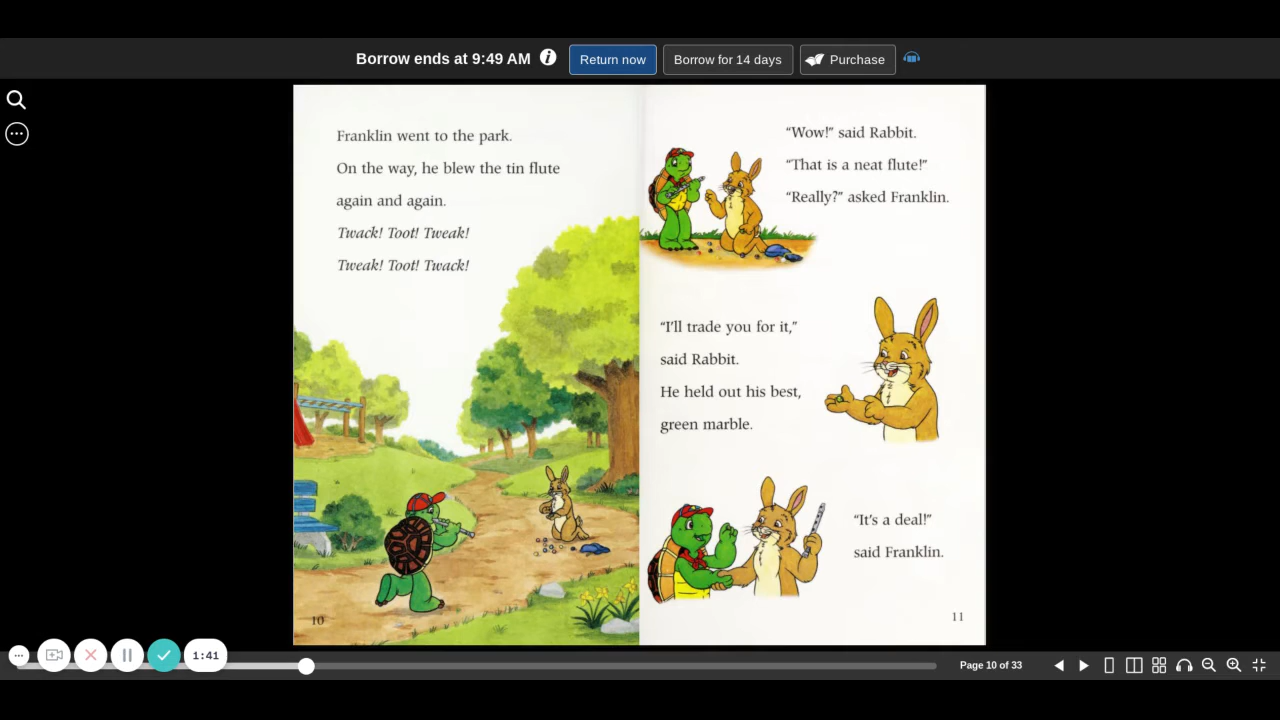 Borrow ends at 9:49 AM
Return now
Borrow for 14 days
Purchase
Franklin went to the park.
On the way, he blew the tin flute
again and again.
Twack! Toot! Tweak!
Tweak! Toot! Twack!
10
“Wow!” said Rabbit.
“That is a neat flute!”
“Really?” asked Franklin.
“I’ll trade you for it,”
said Rabbit.
He held out his best,
green marble.
“It’s a deal!”
said Franklin.
11
1:41
Page 10 of 33